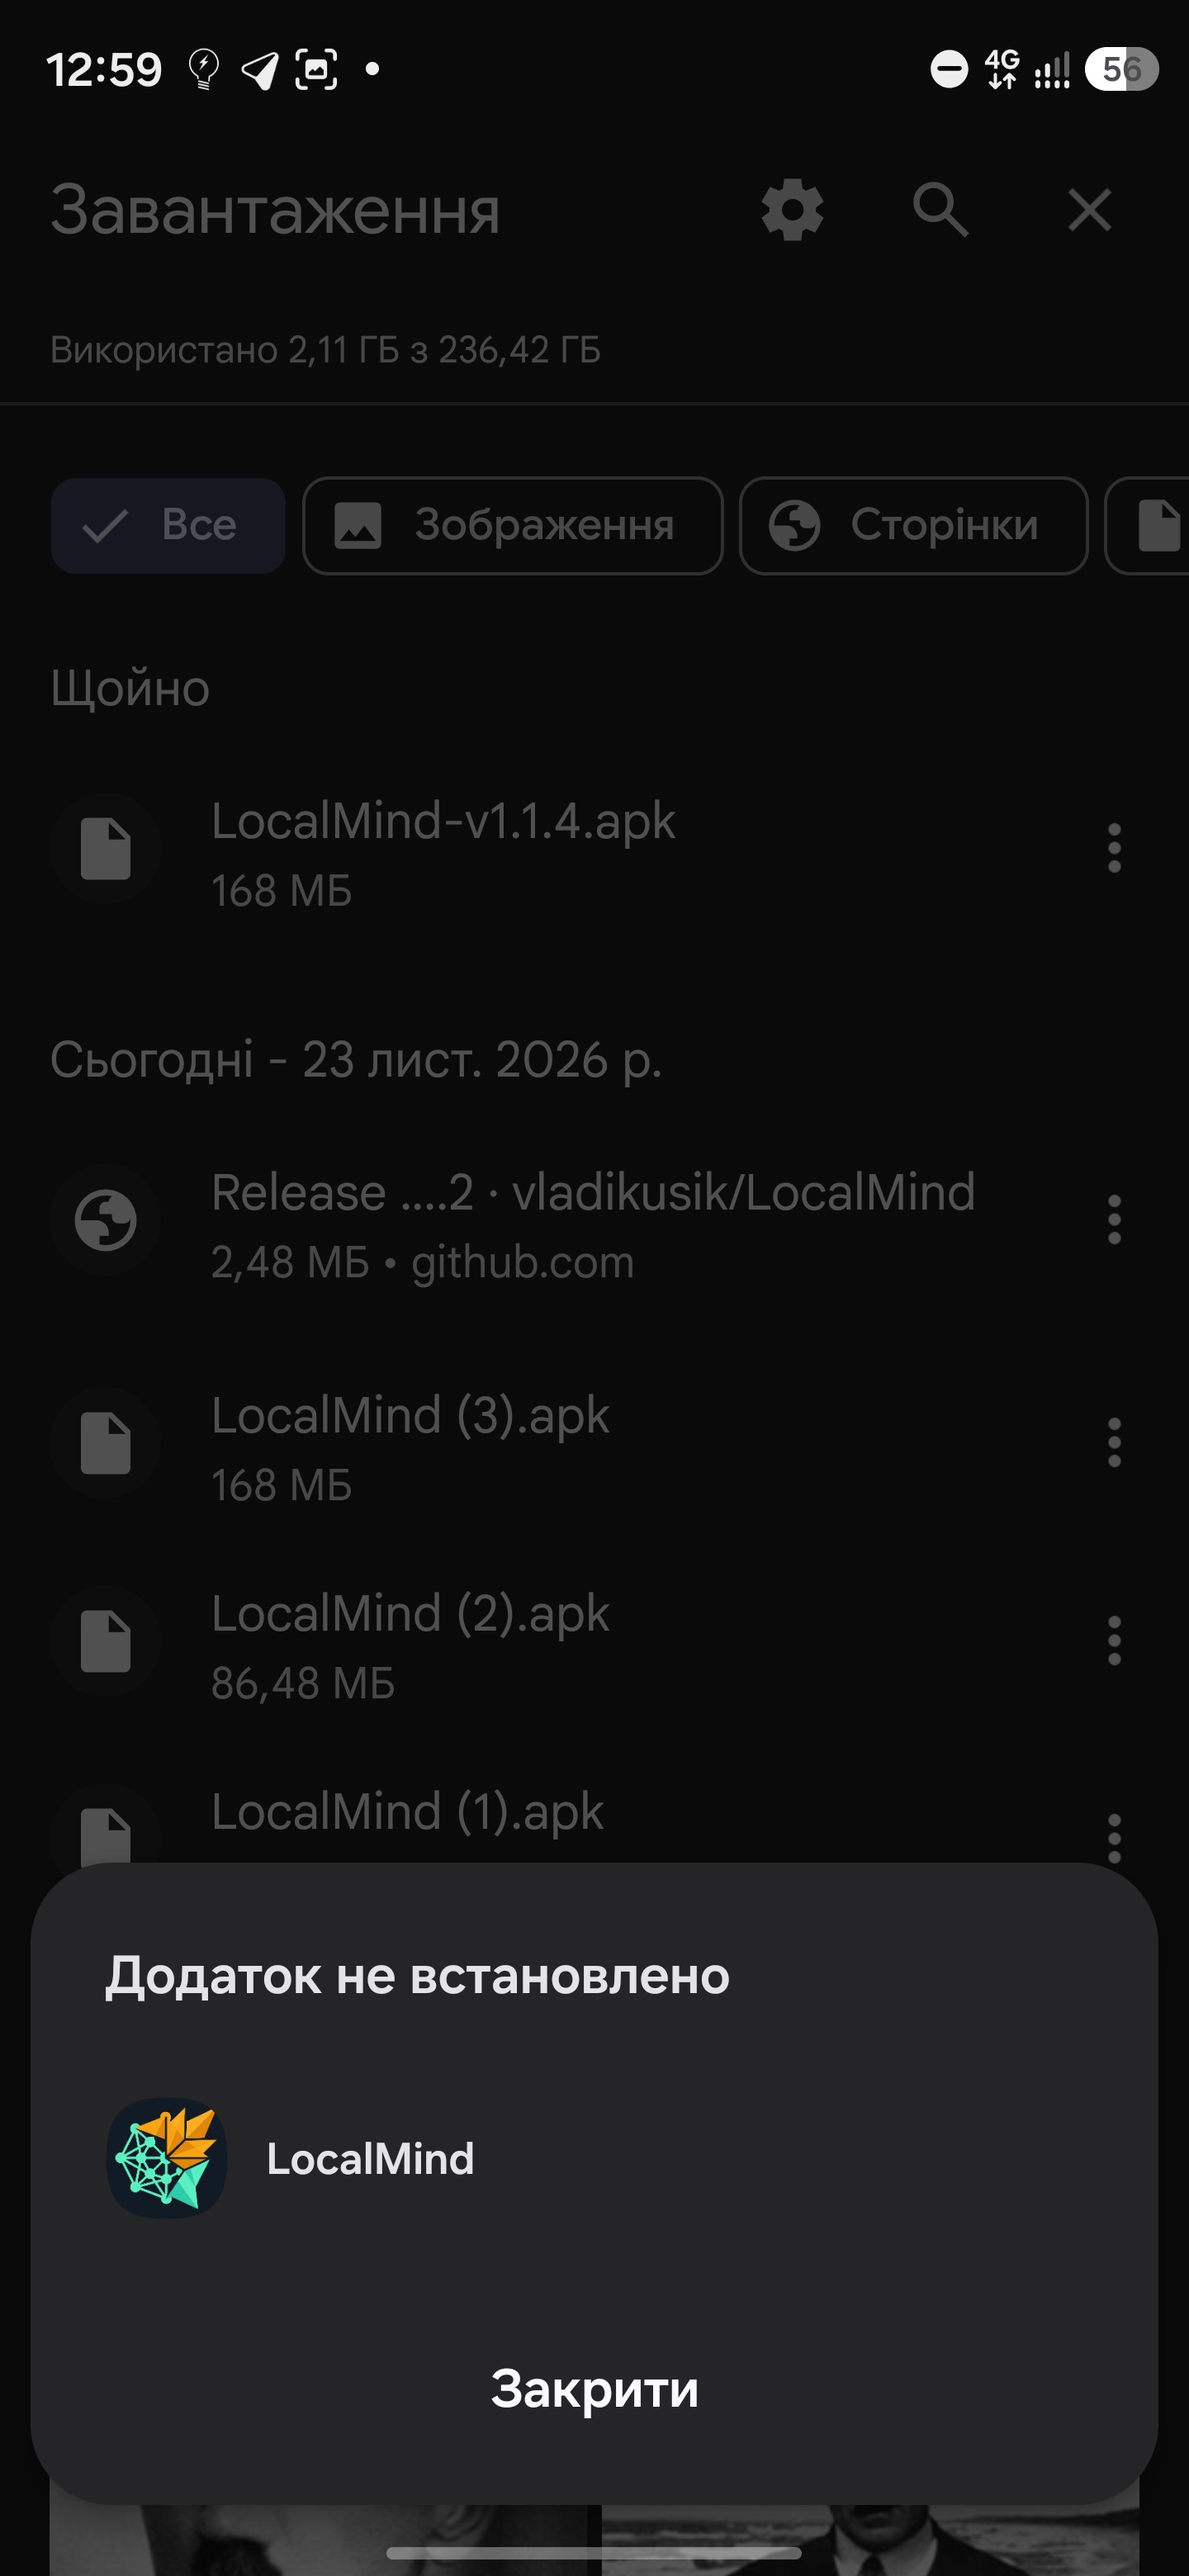 12:59
4G
56
Завантаження
Використано 2,11 ГБ з 236,42 ГБ
Все
Зображення
Сторінки
Щойно
LocalMind-v1.1.4.apk
168 МБ
Сьогодні - 23 лист. 2026 р.
Release ....2 · vladikusik/LocalMind
2,48 МБ • github.com
LocalMind (3).apk
168 МБ
LocalMind (2).apk
86,48 МБ
LocalMind (1).apk
Додаток не встановлено
LocalMind
Закрити